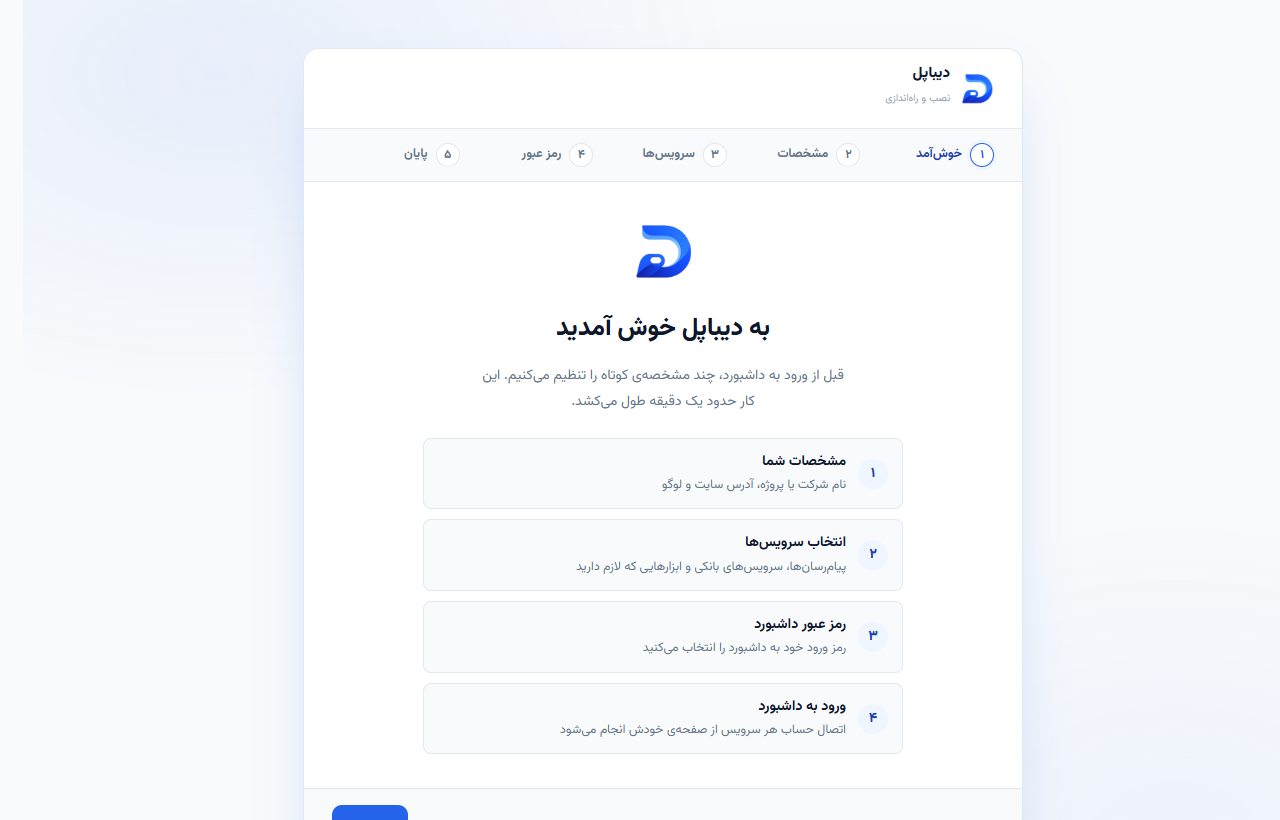 دیباپل
نصب و راه‌اندازی
۱ خوش‌آمد
۲ مشخصات
۳ سرویس‌ها
۴ رمز عبور
۵ پایان
به دیباپل خوش آمدید
قبل از ورود به داشبورد، چند مشخصه‌ی کوتاه را تنظیم می‌کنیم. این
کار حدود یک دقیقه طول می‌کشد.
۱
مشخصات شما
نام شرکت یا پروژه، آدرس سایت و لوگو
۲
انتخاب سرویس‌ها
پیام‌رسان‌ها، سرویس‌های بانکی و ابزارهایی که لازم دارید
۳
رمز عبور داشبورد
رمز ورود خود به داشبورد را انتخاب می‌کنید
۴
ورود به داشبورد
اتصال حساب هر سرویس از صفحه‌ی خودش انجام می‌شود